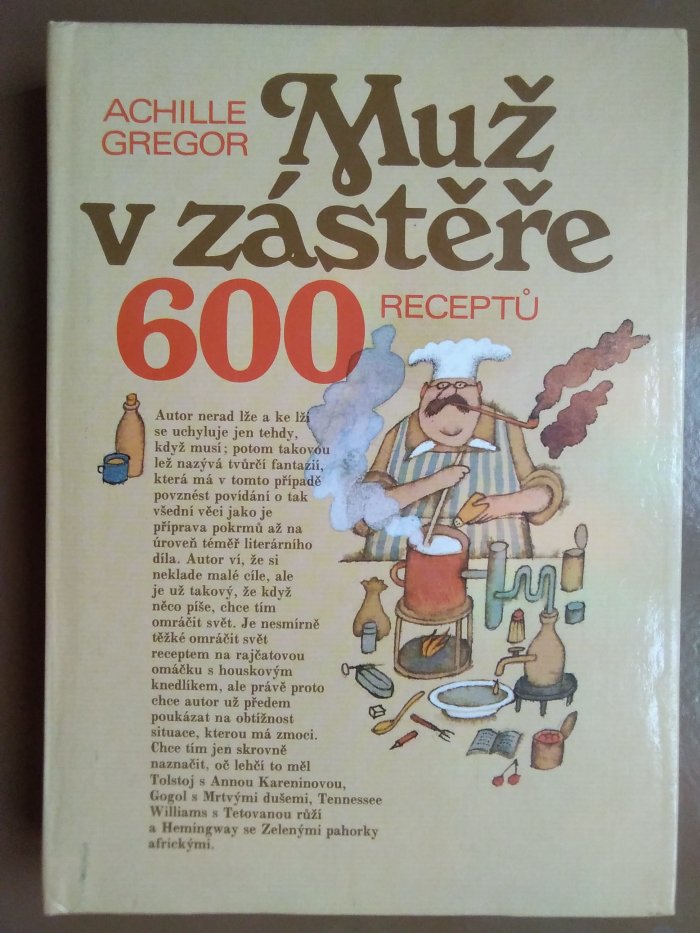 ACHILLE
GREGOR
Muž
v zástěře
600
RECEPTŮ
Autor nerad lže a ke lži
se uchyluje jen tehdy,
když musí; potom takovou
lež nazývá tvůrčí fantazií,
která má v tomto případě
povznést povídání o tak
všední věci jako je
příprava pokrmů až na
úroveň téměř literárního
díla. Autor ví, že si
neklade malé cíle, ale
je už takový, že když
něco píše, chce tím
omráčit svět. Je nesmírně
těžké omráčit svět
receptem na rajčatovou
omáčku s houskovým
knedlíkem, ale právě proto
chce autor už předem
poukázat na obtížnost
situace, kterou má zmoci.
Chce tím jen skrovně
naznačit, oč lehčí to měl
Tolstoj s Annou Kareninovou,
Gogol s Mrtvými dušemi, Tennessee
Williams s Tetovanou růží
a Hemingway se Zelenými pahorky
africkými.